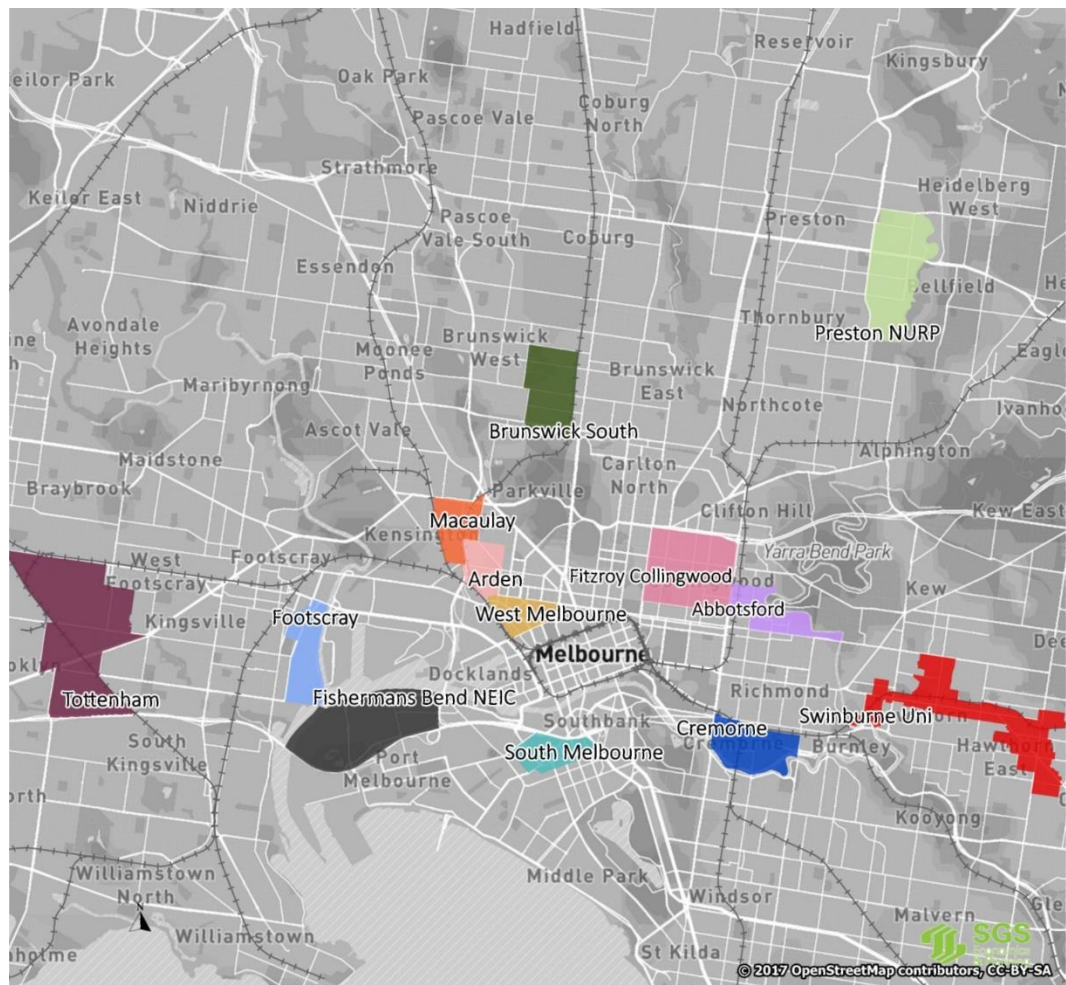 Hadfield
Reservoir
Kingsbury
eilor Park
Oak Park
Coburg
North
Pascoe Vale
Strathmore
Keilor East
Niddrie
Heidelberg
West
Pascoe
Vale South
Preston
Coburg
Essendon
Bellfield
Avondale
Heights
Brunswick
West
Thornbury
Preston NURP
Moonee
Ponds
Eagle
Maribyrnong
Brunswick
East
Northcote
Ivanho
Ascot Vale
Brunswick South
Alphington
Maidstone
Carlton
North
Braybrook
Parkville
Clifton Hill
Kew East
Macaulay
Kensing
Yarra Bend Park
West
Footscray
Footscray
Arden
Fitzroy Collingwood
Kew
Kingsville
Footscray
West Melbourne
Abbotsford
Melbourne
Docklands
Richmond
Tottenham
Fishermans Bend NEIC
Southbank
Cremorne
Swinburne Uni
Cremorne
Burnley
Hawthorn
East
South
Kingsville
Port
Melbourne
South Melbourne
Kooyong
Williamstown
North
Middle Park
Windsor
N
Malvern
Williamstown
St Kilda
SGS
© 2017 OpenStreetMap contributors, CC-BY-SA